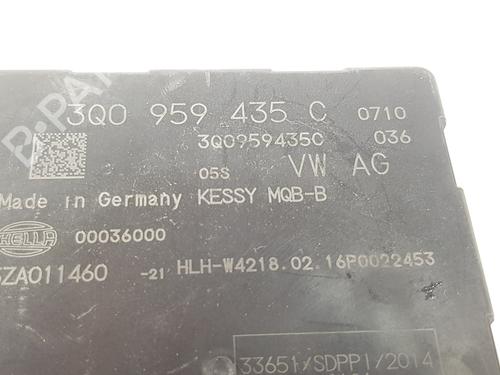 3Q0 959 435 C 0710
3Q0959435C 036
05S VW AG
Made in Germany KESSY MQB-B
HELLA 00036000
5ZA011460 -21 HLH-W4218.02.16P0022453
33651/SDPPI/2014